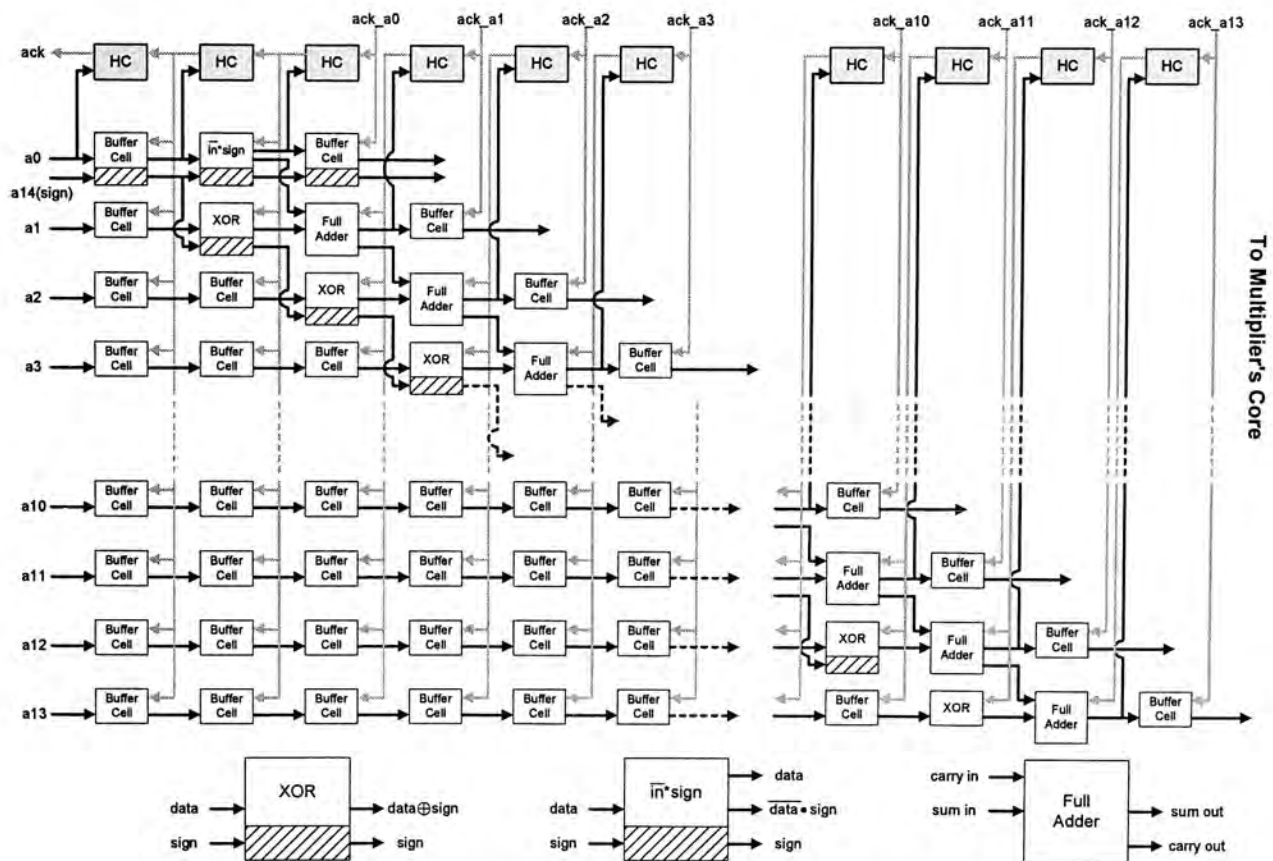 ack_a0 ack_a1 ack_a2 ack_a3 ack_a10 ack_a11 ack_a12 ack_a13
ack HC HC HC HC HC HC HC HC HC HC
a0 Buffer Cell i̅n̅*sign Buffer Cell
a14(sign)
a1 Buffer Cell XOR Full Adder Buffer Cell
a2 Buffer Cell Buffer Cell XOR Full Adder Buffer Cell
a3 Buffer Cell Buffer Cell Buffer Cell XOR Full Adder Buffer Cell
To Multiplier's Core
a10 Buffer Cell Buffer Cell Buffer Cell Buffer Cell Buffer Cell Buffer Cell Buffer Cell
a11 Buffer Cell Buffer Cell Buffer Cell Buffer Cell Buffer Cell Buffer Cell Full Adder Buffer Cell
a12 Buffer Cell Buffer Cell Buffer Cell Buffer Cell Buffer Cell Buffer Cell XOR Full Adder Buffer Cell
a13 Buffer Cell Buffer Cell Buffer Cell Buffer Cell Buffer Cell Buffer Cell Buffer Cell XOR Full Adder Buffer Cell
data XOR data⊕sign
sign sign
data i̅n̅*sign data
d̅a̅t̅a̅•sign
sign sign
carry in
sum in Full Adder sum out
carry out